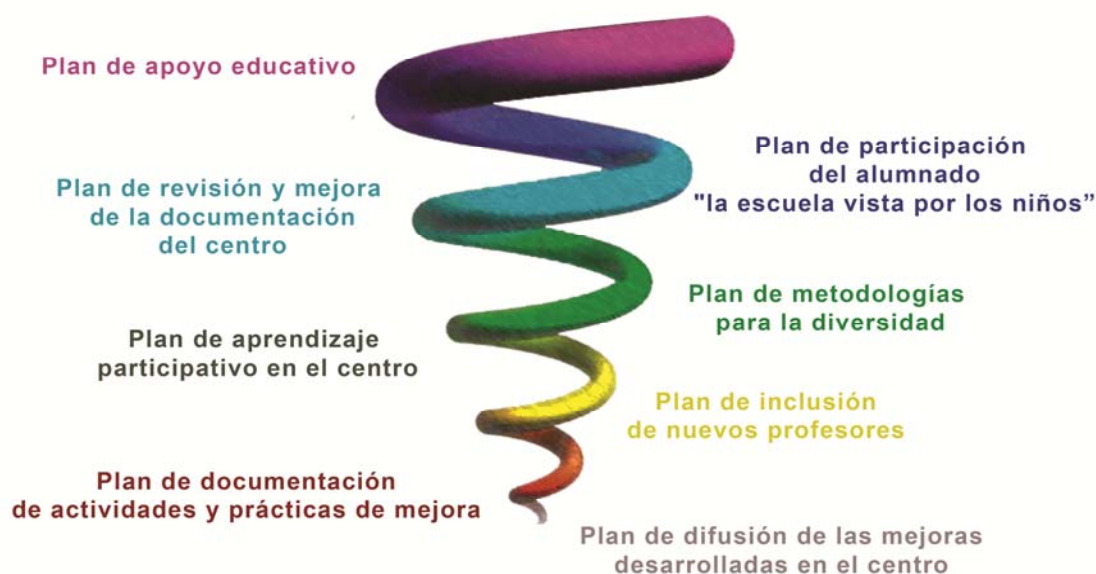 Plan de apoyo educativo
Plan de participación
del alumnado
"la escuela vista por los niños”
Plan de revisión y mejora
de la documentación
del centro
Plan de metodologías
para la diversidad
Plan de aprendizaje
participativo en el centro
Plan de inclusión
de nuevos profesores
Plan de documentación
de actividades y prácticas de mejora
Plan de difusión de las mejoras
desarrolladas en el centro